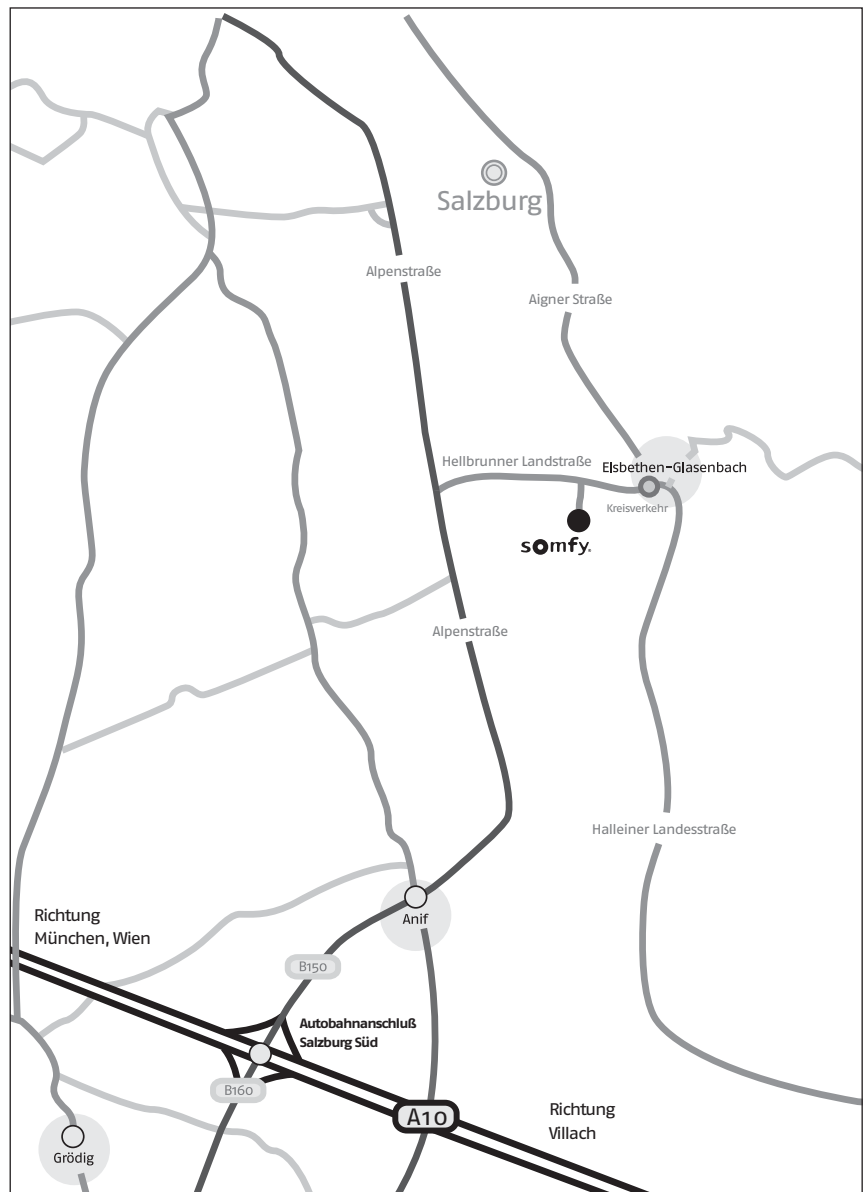 Salzburg
Alpenstraße
Aigner Straße
Hellbrunner Landstraße
Elsbethen-Glasenbach
Kreisverkehr
somfy.
Alpenstraße
Halleiner Landesstraße
Anif
Richtung
München, Wien
B150
Autobahnanschluß
Salzburg Süd
B160
A10
Richtung
Villach
Grödig